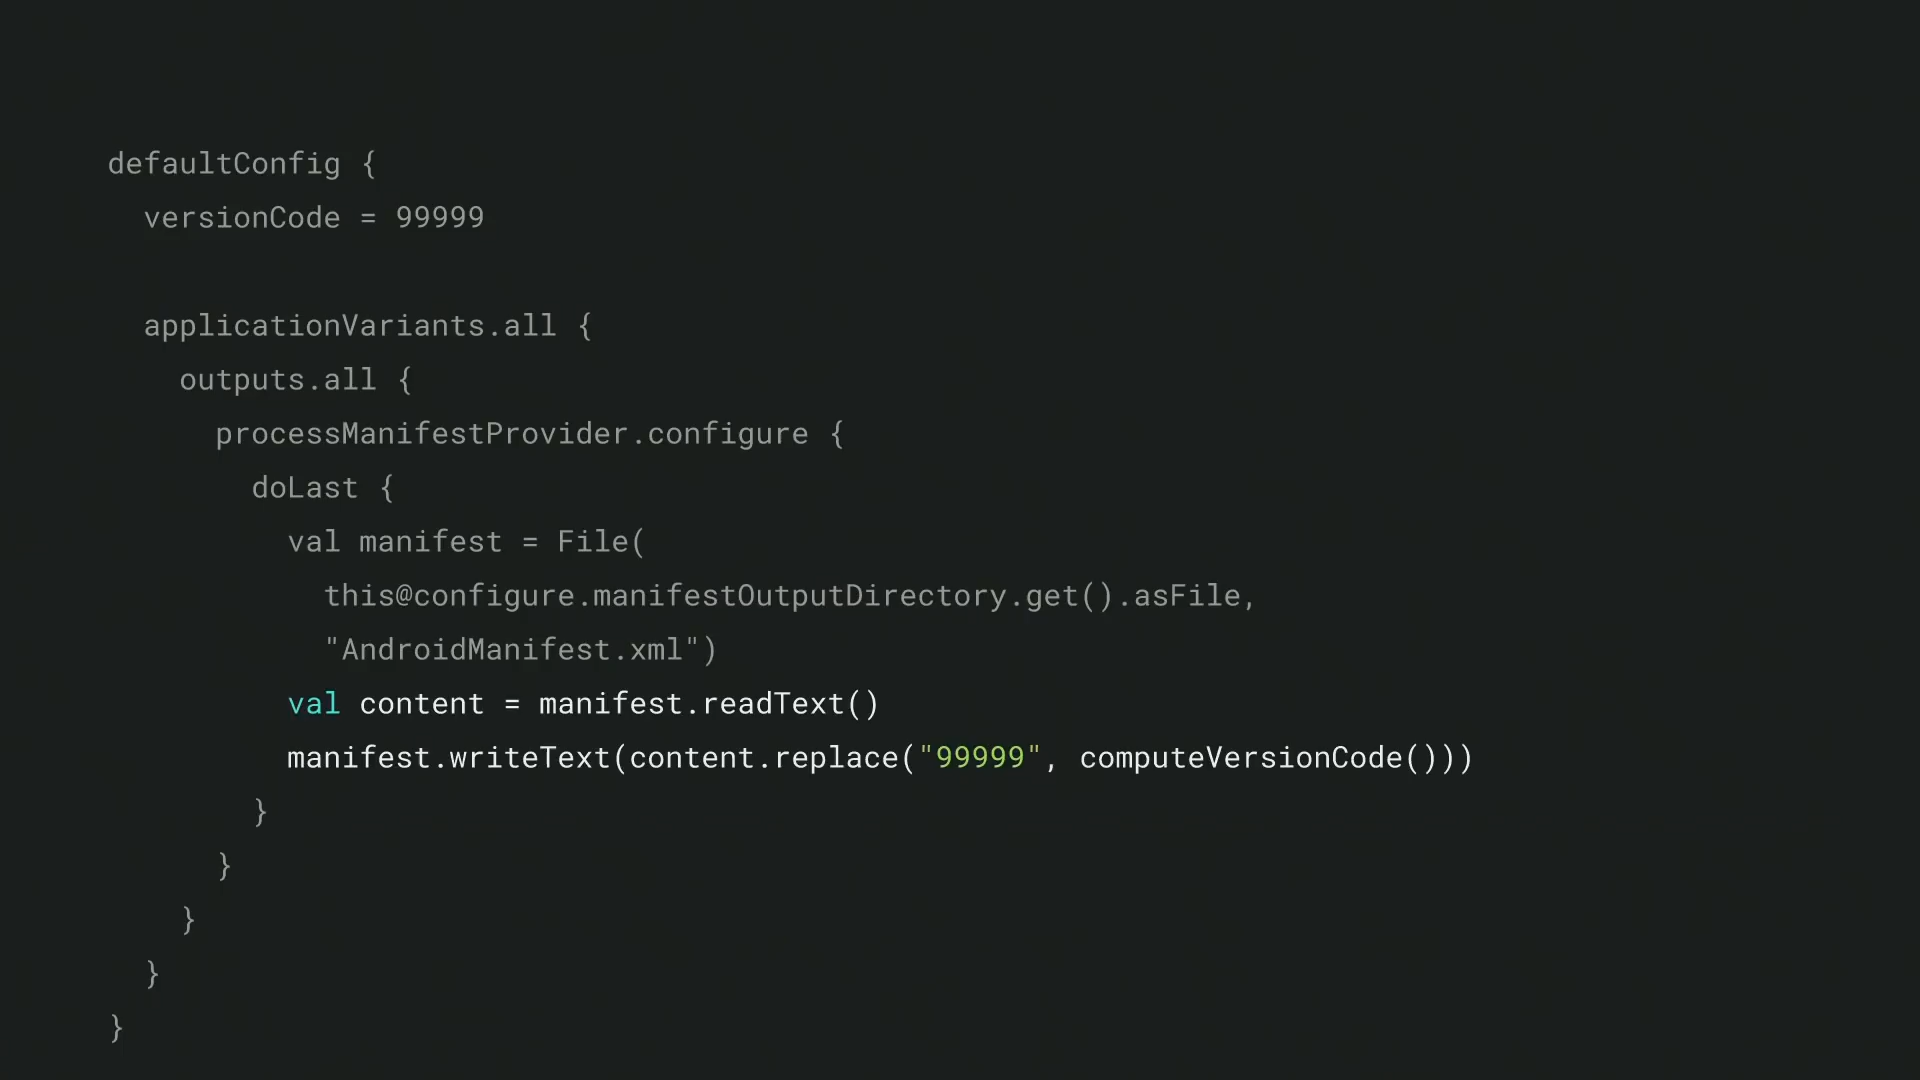 defaultConfig {
versionCode = 99999
applicationVariants.all {
outputs.all {
processManifestProvider.configure {
doLast {
val manifest = File(
this@configure.manifestOutputDirectory.get().asFile,
"AndroidManifest.xml")
val content = manifest.readText()
manifest.writeText(content.replace("99999", computeVersionCode()))
}
}
}
}
}